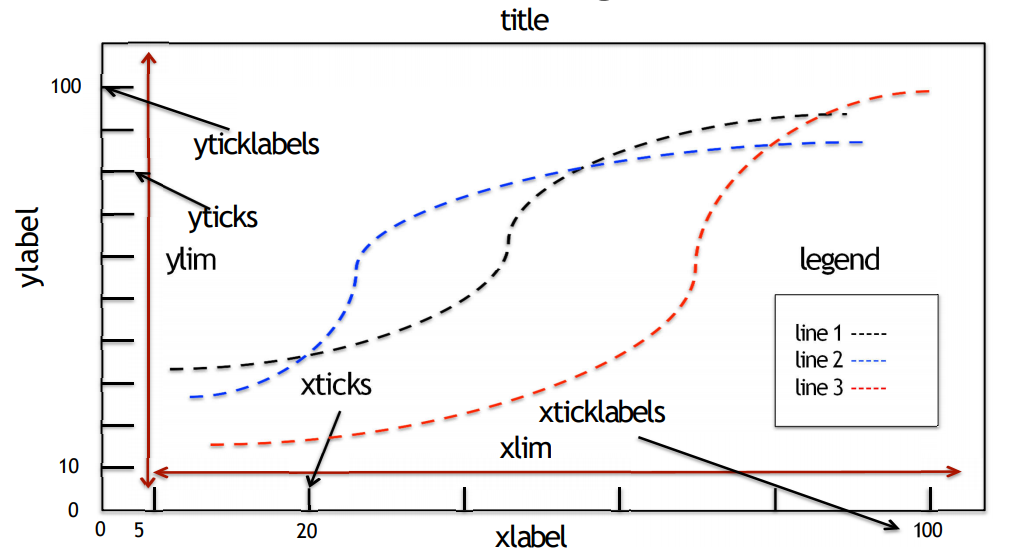 title
100
yticklabels
yticks
ylabel
ylim
legend
line 1
line 2
line 3
xticks
xticklabels
xlim
10
0
0 5 20 100
xlabel